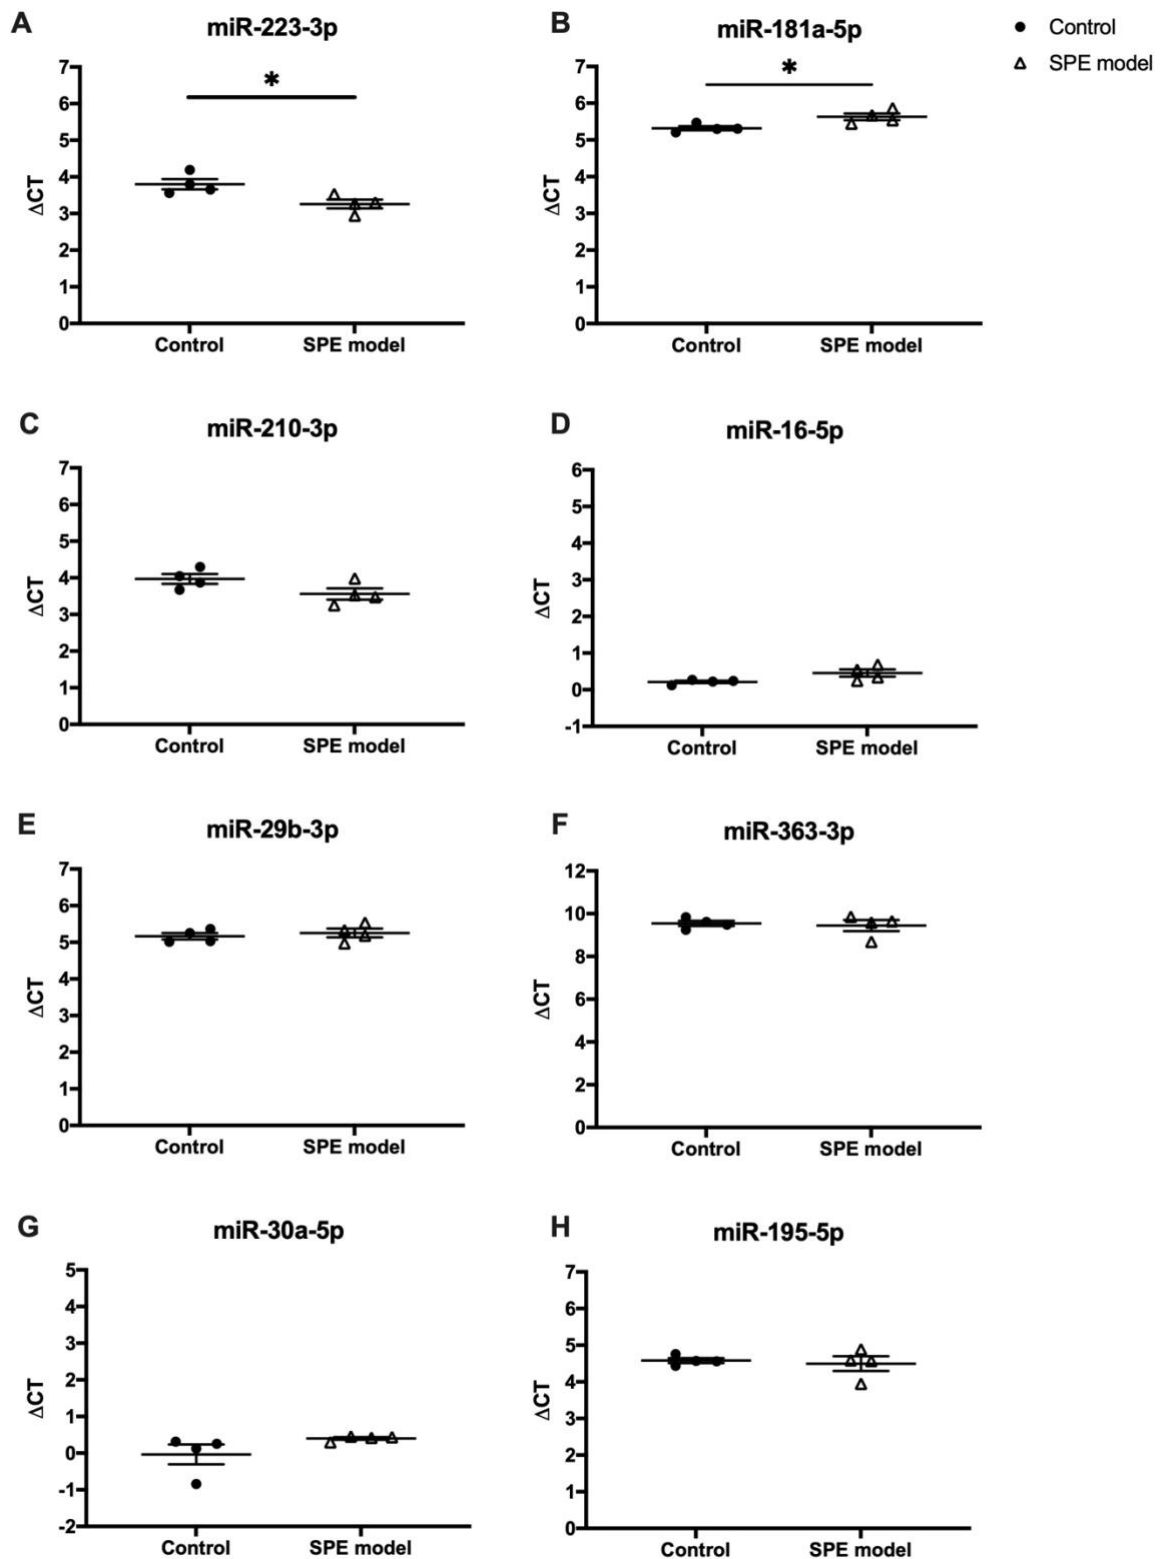 A
miR-223-3p
B
miR-181a-5p
Control
SPE model
7
6
5
4
3
2
1
0
ΔCT
*
Control
SPE model
7
6
5
4
3
2
1
0
ΔCT
*
Control
SPE model
C
miR-210-3p
7
6
5
4
3
2
1
0
ΔCT
Control
SPE model
D
miR-16-5p
6
5
4
3
2
1
0
-1
ΔCT
Control
SPE model
E
miR-29b-3p
7
6
5
4
3
2
1
0
ΔCT
Control
SPE model
F
miR-363-3p
12
10
8
6
4
2
0
ΔCT
Control
SPE model
G
miR-30a-5p
5
4
3
2
1
0
-1
-2
ΔCT
Control
SPE model
H
miR-195-5p
7
6
5
4
3
2
1
0
ΔCT
Control
SPE model